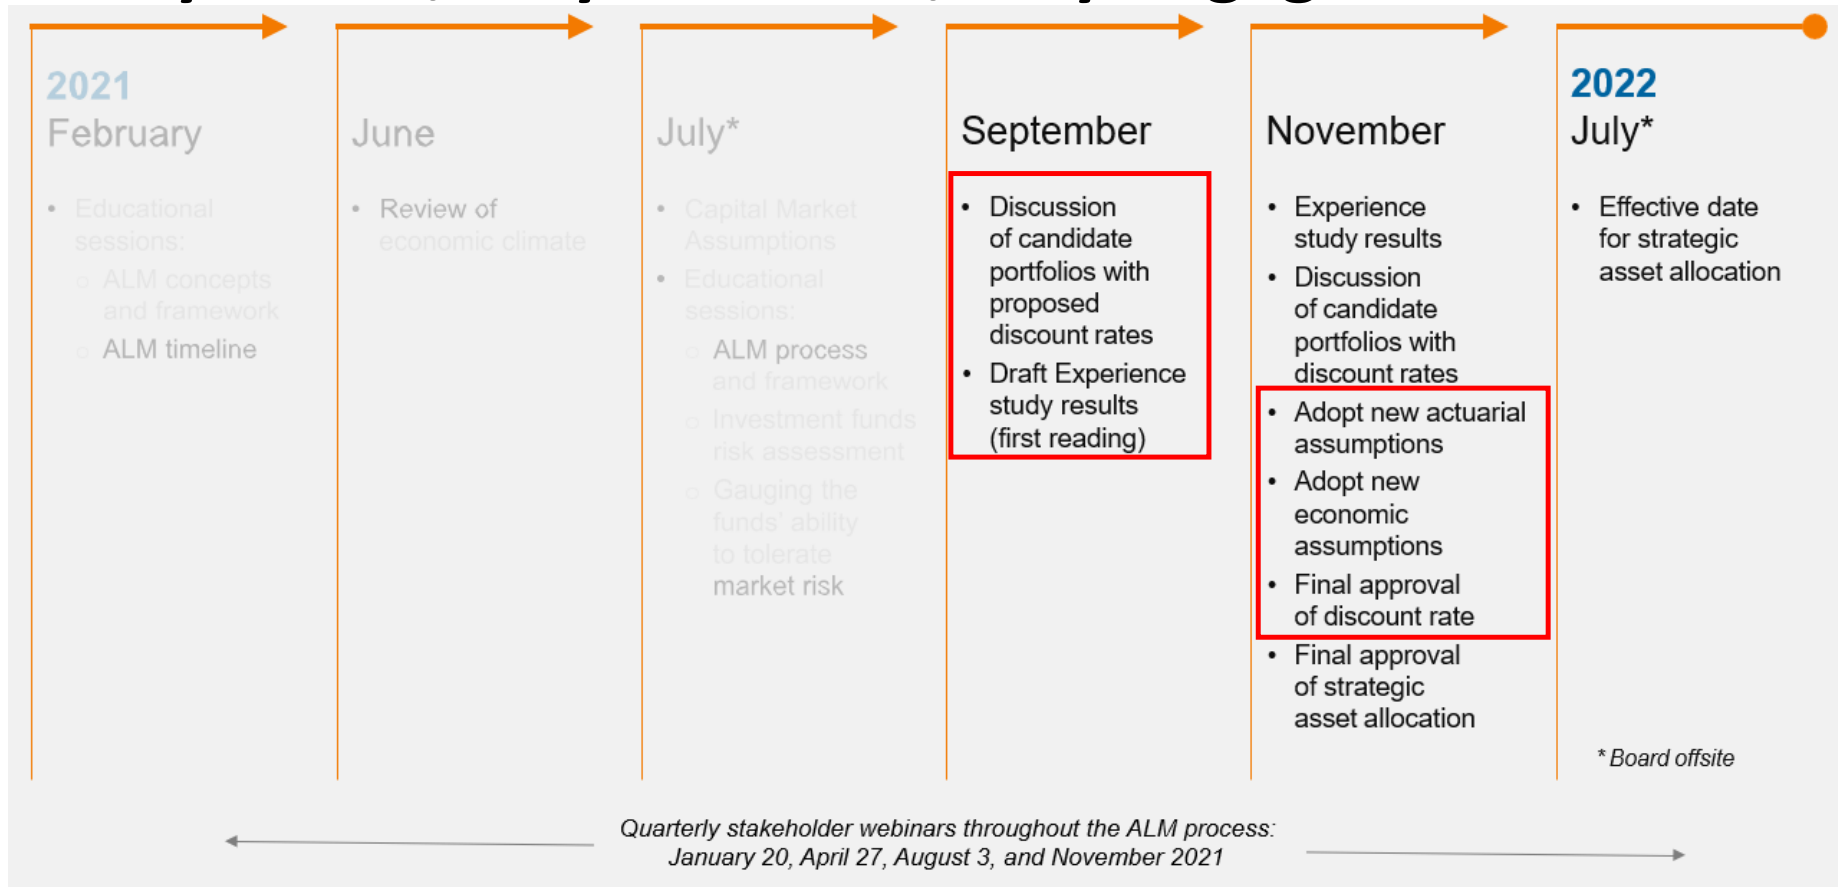 2021
February
• Educational
sessions:
o ALM concepts
and framework
o ALM timeline
June
• Review of
economic climate
July*
• Capital Market
Assumptions
• Educational
sessions:
o ALM process
and framework
o Investment funds
risk assessment
o Gauging the
funds' ability
to tolerate
market risk
September
• Discussion
of candidate
portfolios with
proposed
discount rates
• Draft Experience
study results
(first reading)
November
• Experience
study results
• Discussion
of candidate
portfolios with
discount rates
• Adopt new actuarial
assumptions
• Adopt new
economic
assumptions
• Final approval
of discount rate
• Final approval
of strategic
asset allocation
2022
July*
• Effective date
for strategic
asset allocation
* Board offsite
Quarterly stakeholder webinars throughout the ALM process:
January 20, April 27, August 3, and November 2021